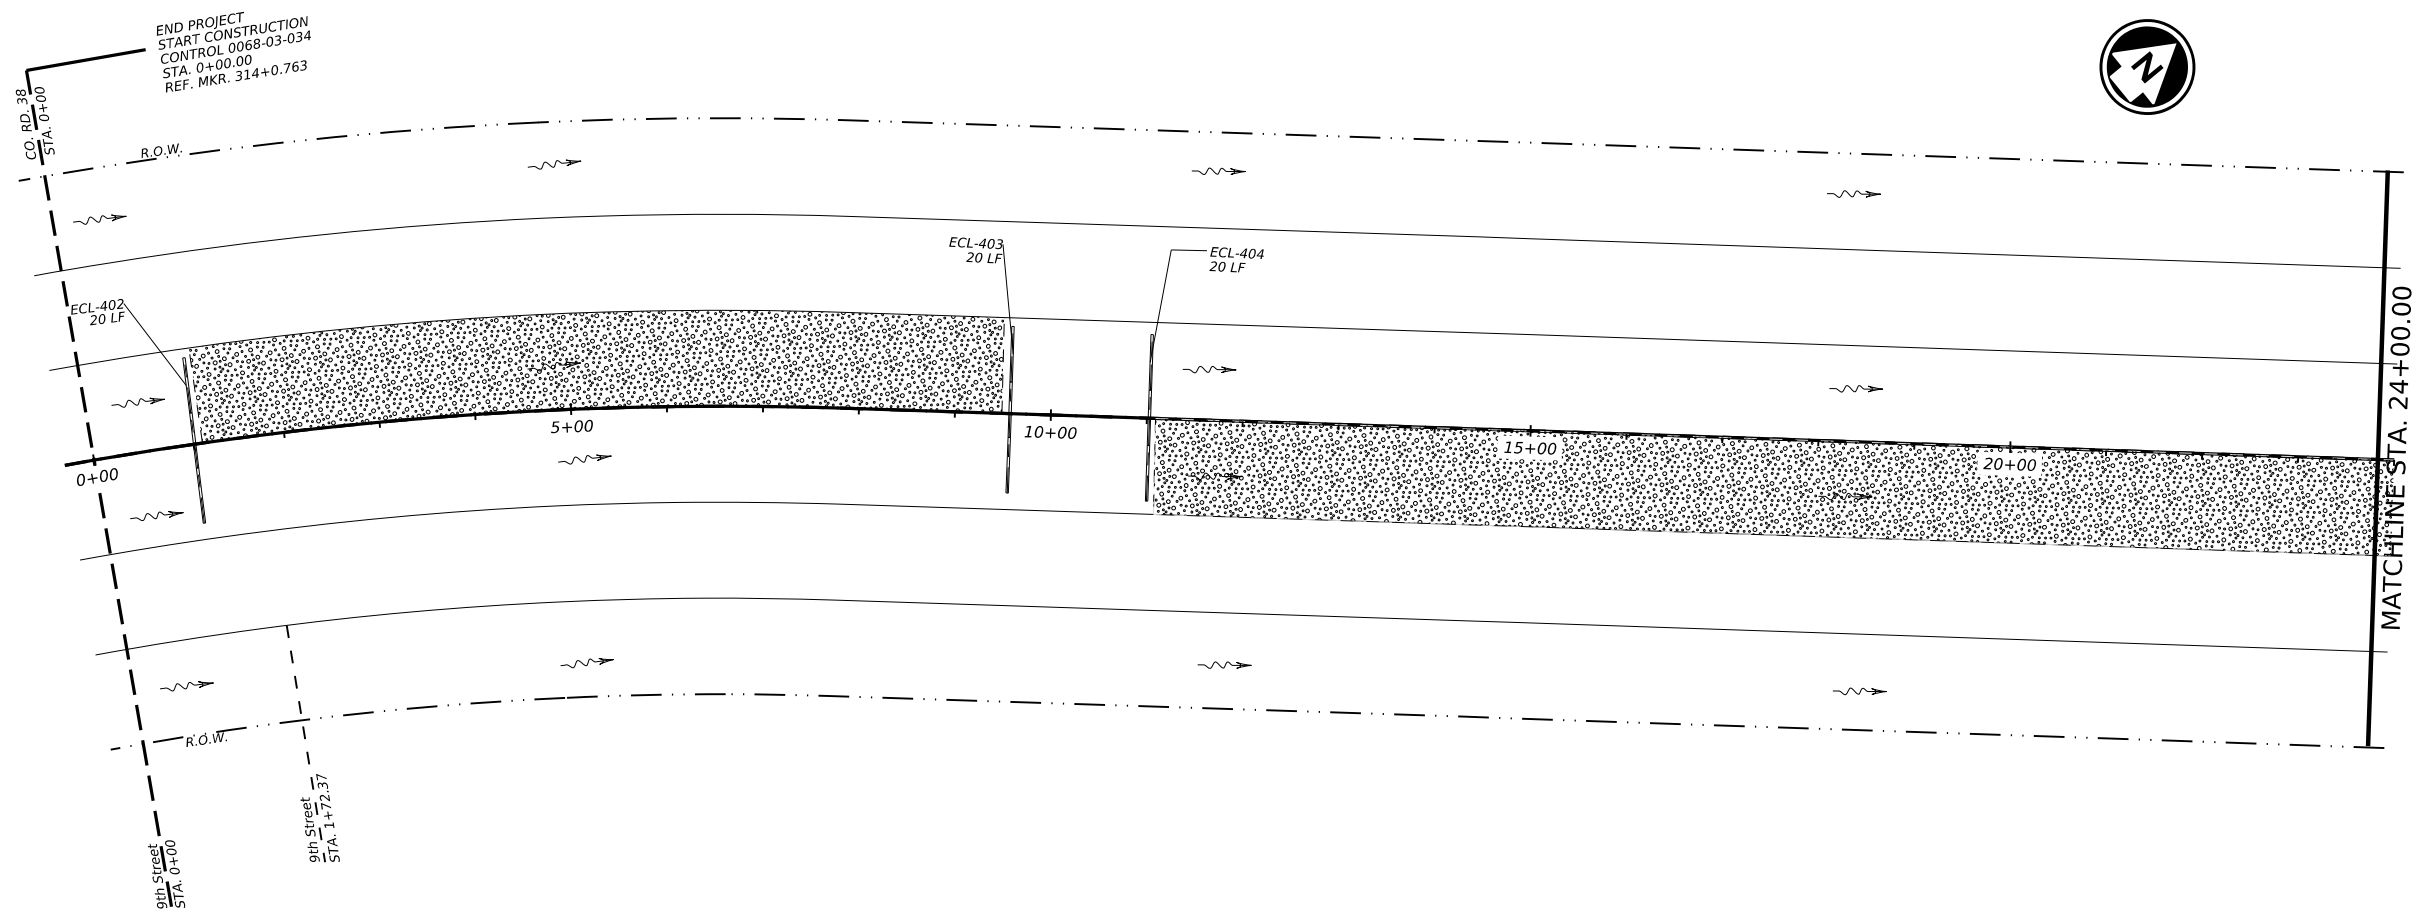 END PROJECT
START CONSTRUCTION
CONTROL 0068-03-034
STA. 0+00.00
REF. MKR. 314+0.763
N
CO. RD. 38
STA. 0+00
R.O.W.
ECL-403
20 LF
ECL-404
20 LF
ECL-402
20 LF
0+00
5+00
10+00
15+00
20+00
MATCHLINE STA. 24+00.00
R.O.W.
9th Street
STA. 1+72.37
9th Street
STA. 0+00